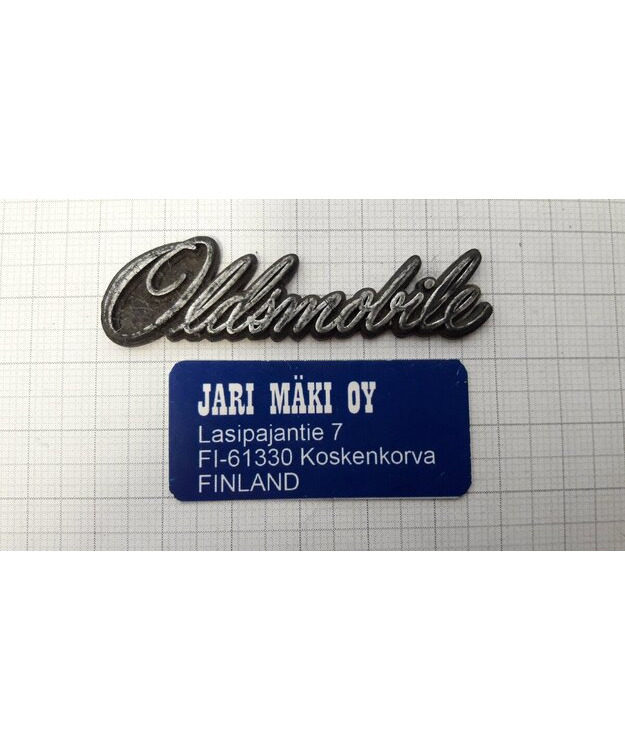 Oldsmobile
JARI MÄKI OY
Lasipajantie 7
FI-61330 Koskenkorva
FINLAND